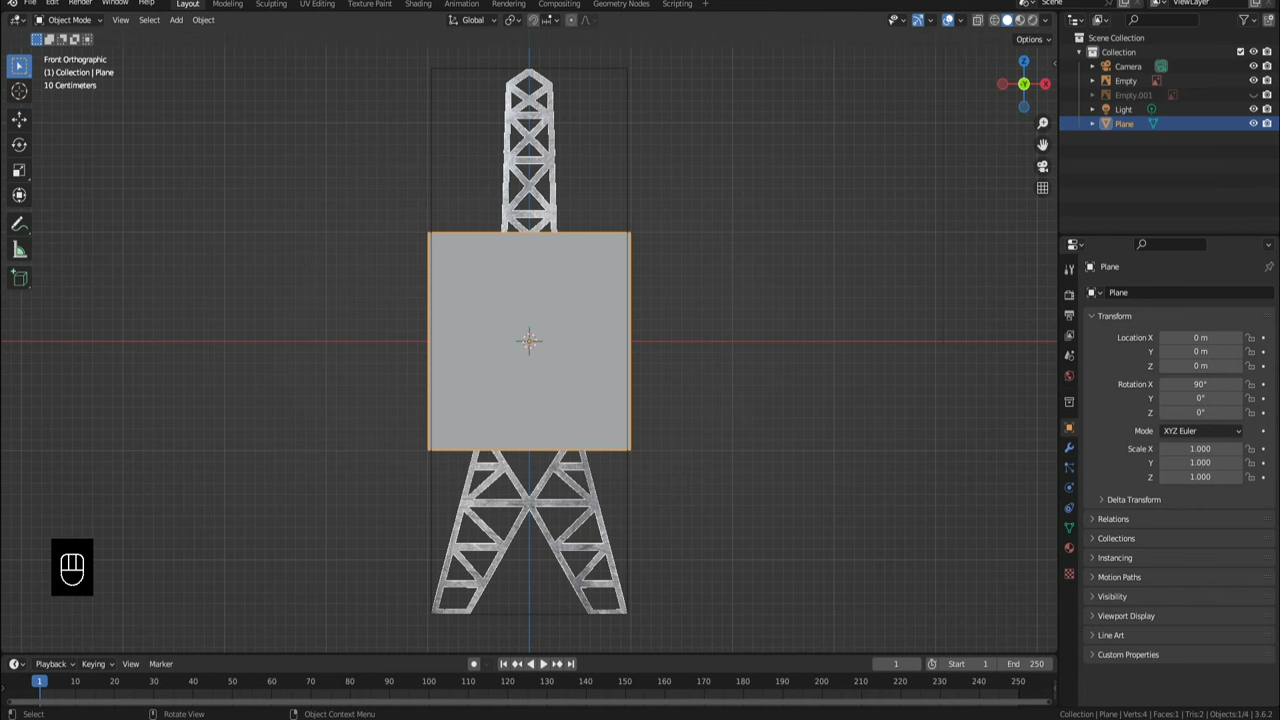 File Edit Render Window Help Layout Modeling Sculpting UV Editing Texture Paint Shading Animation Rendering Compositing Geometry Nodes Scripting Scene ViewLayer
Object Mode View Select Add Object Global
Options
Front Orthographic
(1) Collection | Plane
10 Centimeters
Z
Y
X
Scene Collection
Collection
Camera
Empty
Empty.001
Light
Plane
Plane
Plane
Transform
Location X 0 m
Y 0 m
Z 0 m
Rotation X 90°
Y 0°
Z 0°
Mode XYZ Euler
Scale X 1.000
Y 1.000
Z 1.000
Delta Transform
Relations
Collections
Instancing
Motion Paths
Visibility
Viewport Display
Line Art
Custom Properties
Playback Keying View Marker 1 Start 1 End 250
1 10 20 30 40 50 60 70 80 90 100 110 120 130 140 150 160 170 180 190 200 210 220 230 240 250
Select Rotate View Object Context Menu Collection | Plane | Verts:4 | Faces:1 | Tris:2 | Objects:1/4 | 3.6.2